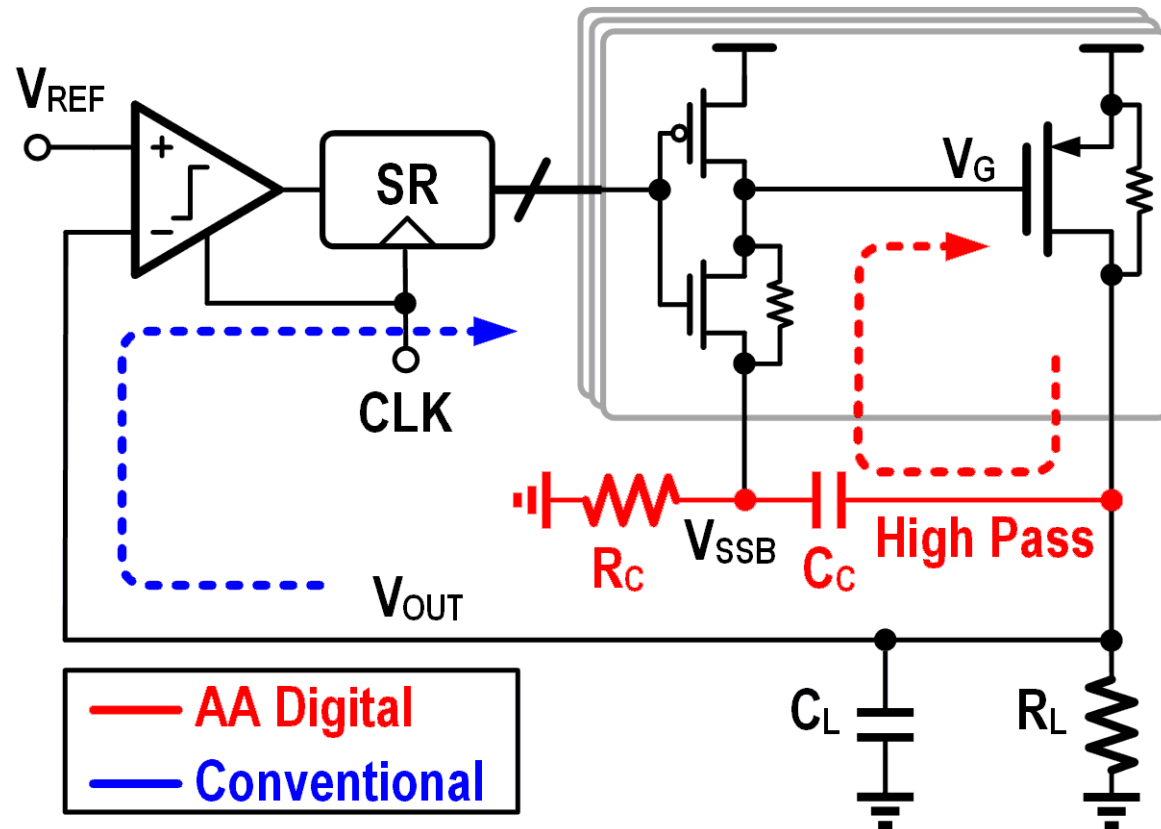 VREF
+
−
SR
CLK
VG
VSSB
RC
CC
High Pass
VOUT
CL
RL
AA Digital
Conventional